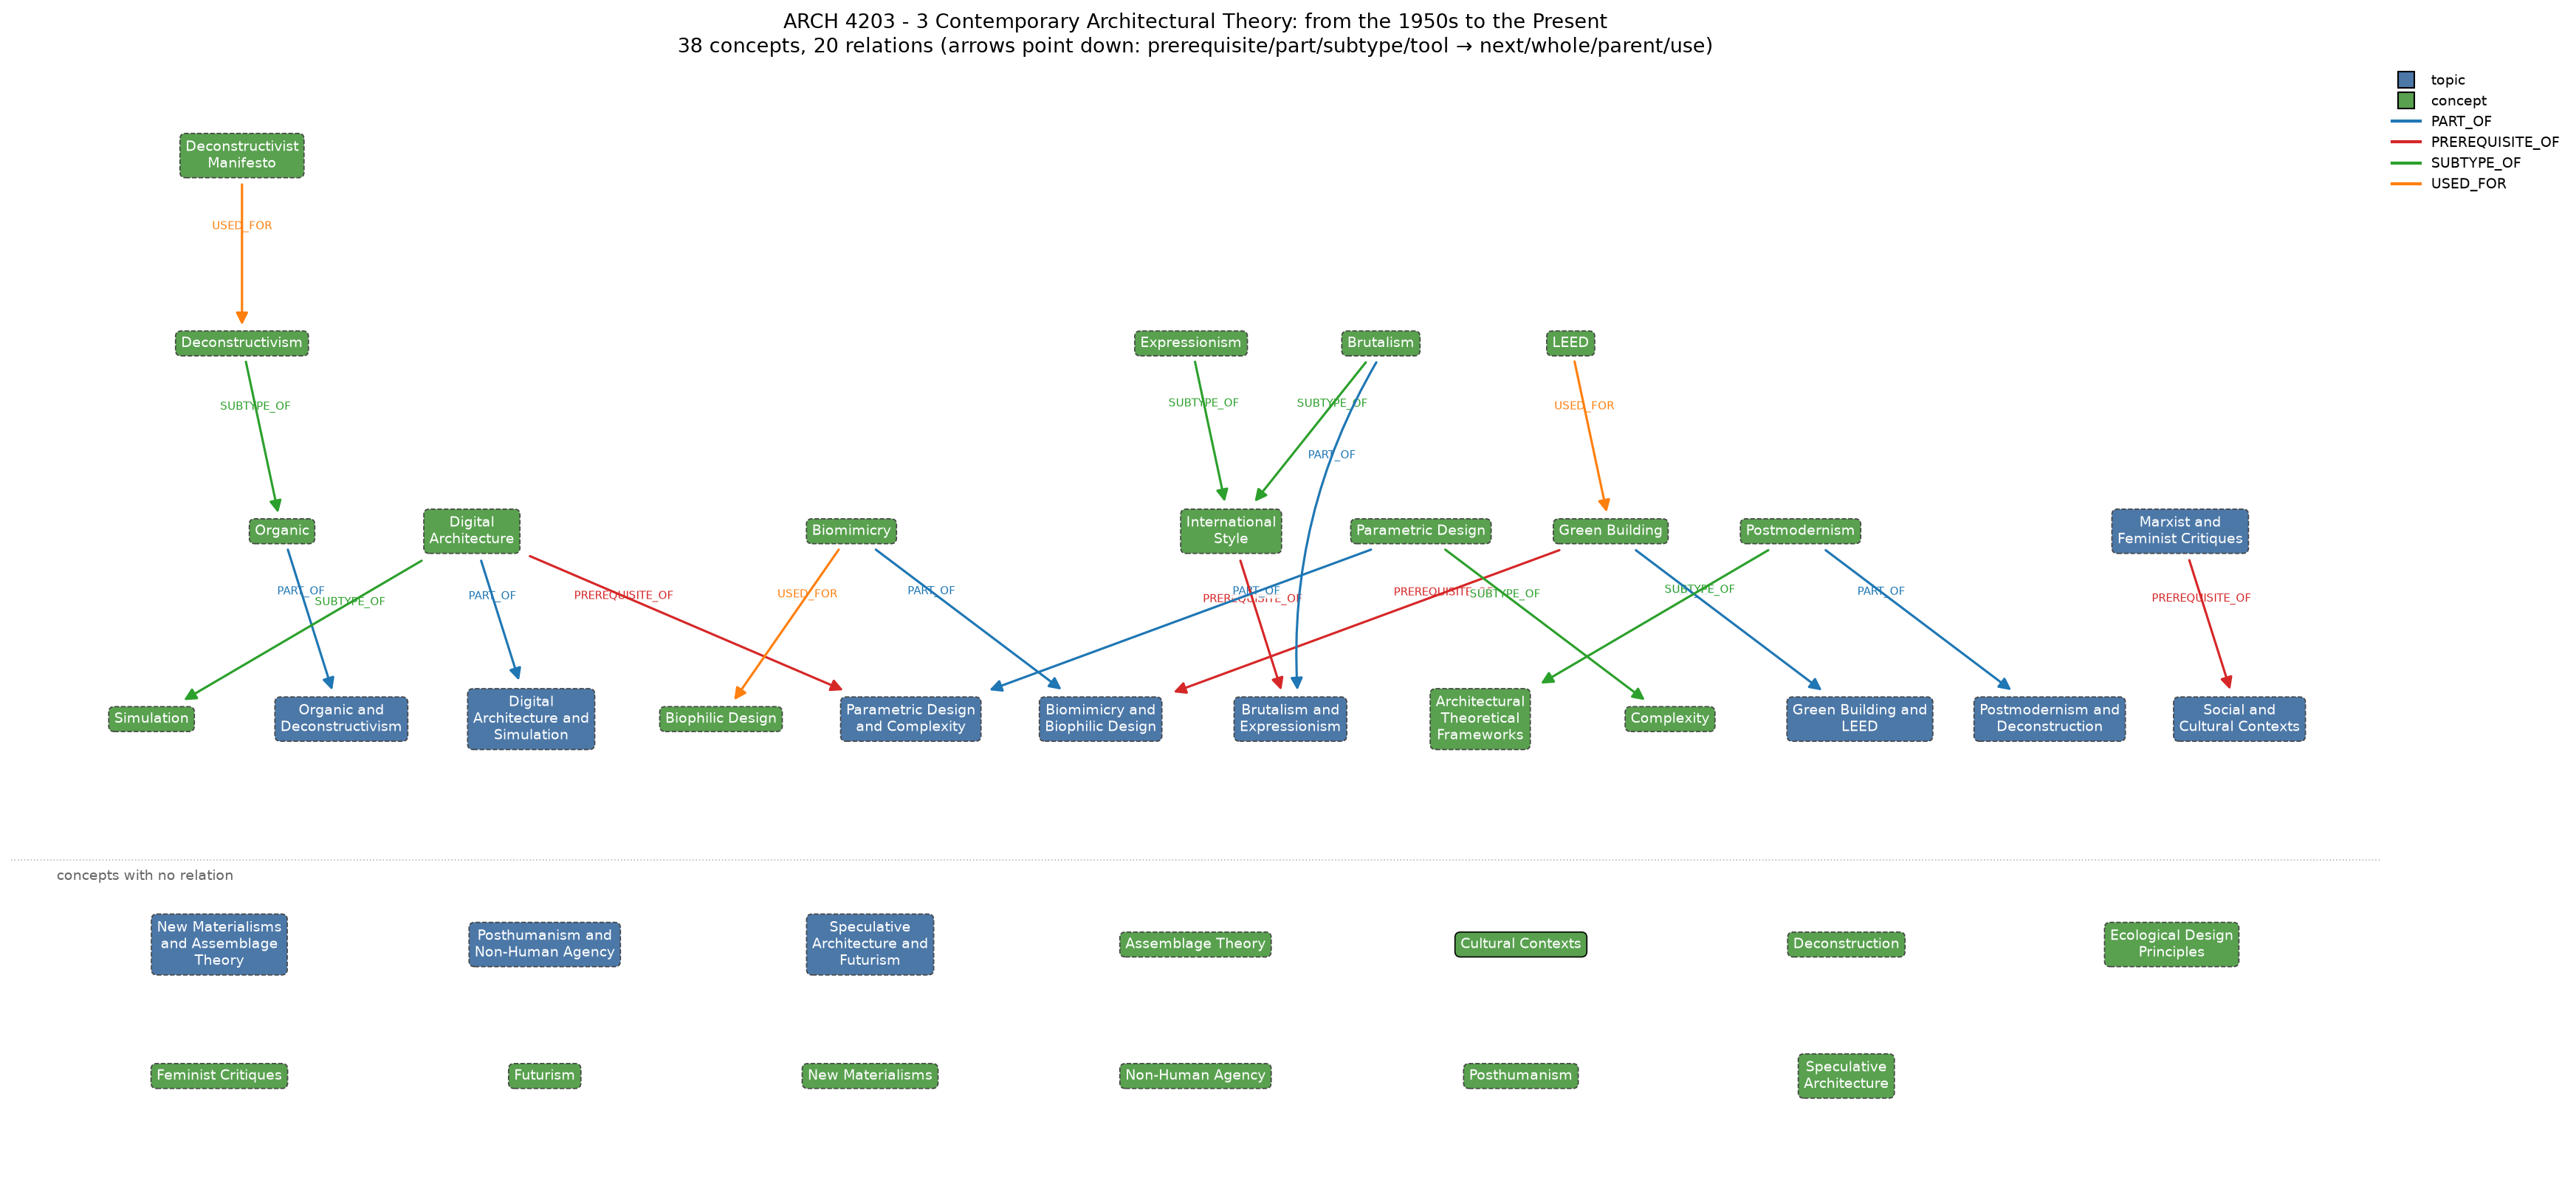 ARCH 4203 - 3 Contemporary Architectural Theory: from the 1950s to the Present
38 concepts, 20 relations (arrows point down: prerequisite/part/subtype/tool → next/whole/parent/use)
topic
concept
PART_OF
PREREQUISITE_OF
SUBTYPE_OF
USED_FOR
Deconstructivist
Manifesto
USED_FOR
Deconstructivism
Expressionism
Brutalism
LEED
SUBTYPE_OF
SUBTYPE_OF
SUBTYPE_OF
USED_FOR
PART_OF
Organic
Digital
Architecture
Biomimicry
International
Style
Parametric Design
Green Building
Postmodernism
Marxist and
Feminist Critiques
PART_OF
SUBTYPE_OF
PART_OF
PREREQUISITE_OF
USED_FOR
PART_OF
PREREQUISITE_OF
PART_OF
PREREQUISITE_OF
SUBTYPE_OF
SUBTYPE_OF
PART_OF
PREREQUISITE_OF
Simulation
Organic and
Deconstructivism
Digital
Architecture and
Simulation
Biophilic Design
Parametric Design
and Complexity
Biomimicry and
Biophilic Design
Brutalism and
Expressionism
Architectural
Theoretical
Frameworks
Complexity
Green Building and
LEED
Postmodernism and
Deconstruction
Social and
Cultural Contexts
concepts with no relation
New Materialisms
and Assemblage
Theory
Posthumanism and
Non-Human Agency
Speculative
Architecture and
Futurism
Assemblage Theory
Cultural Contexts
Deconstruction
Ecological Design
Principles
Feminist Critiques
Futurism
New Materialisms
Non-Human Agency
Posthumanism
Speculative
Architecture